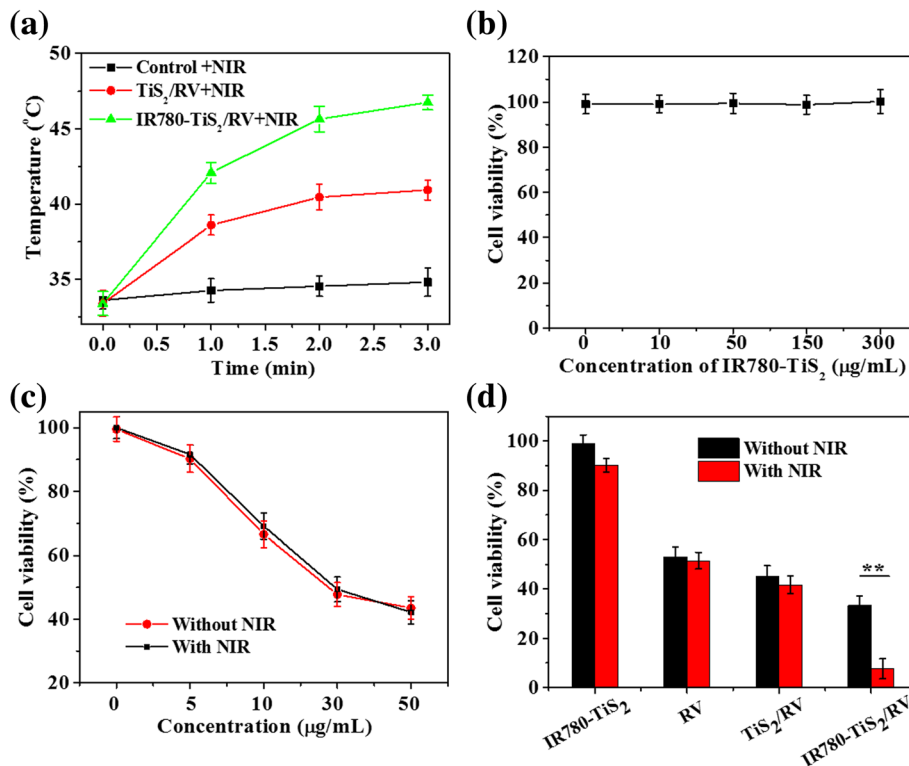 (a)
50
45
40
35
Temperature (°C)
Control +NIR
TiS₂/RV+NIR
IR780-TiS₂/RV+NIR
0.0 0.5 1.0 1.5 2.0 2.5 3.0
Time (min)
(b)
120
100
80
60
40
20
0
Cell viability (%)
0 10 50 150 300
Concentration of IR780-TiS₂ (μg/mL)
(c)
100
80
60
40
20
Cell viability (%)
Without NIR
With NIR
0 5 10 30 50
Concentration (μg/mL)
(d)
100
80
60
40
20
0
Cell viability (%)
Without NIR
With NIR
**
IR780-TiS₂
RV
TiS₂/RV
IR780-TiS₂/RV